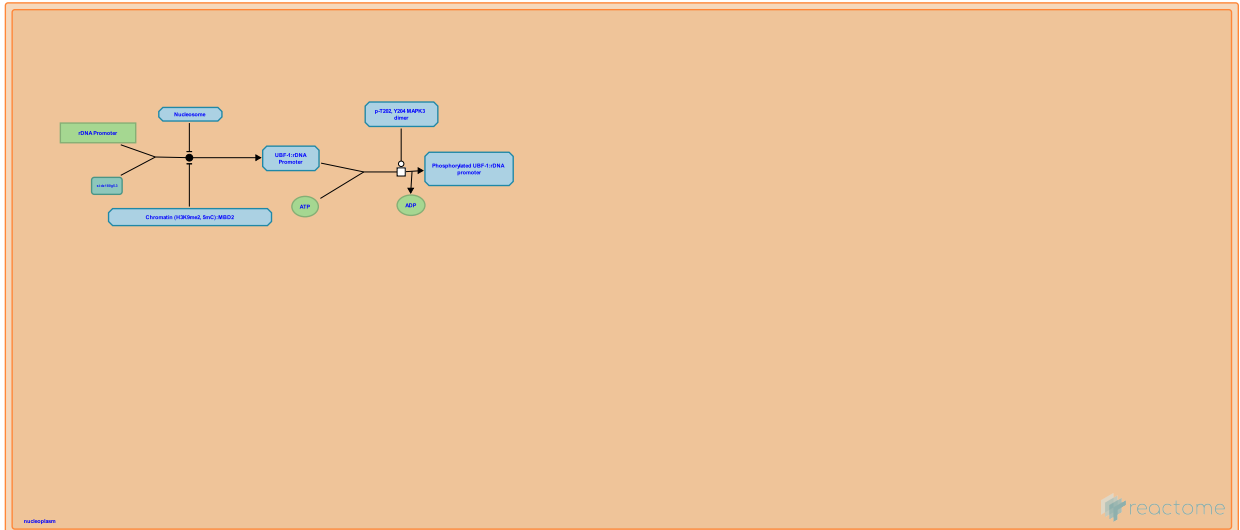 Nucleosome
p-T202, Y204 MAPK3
dimer
rDNA Promoter
UBF-1:rDNA
Promoter
Phosphorylated UBF-1:rDNA
promoter
ATP
ADP
Chromatin (H3K9me2, 5mC):MBD2
reactome
nucleoplasm